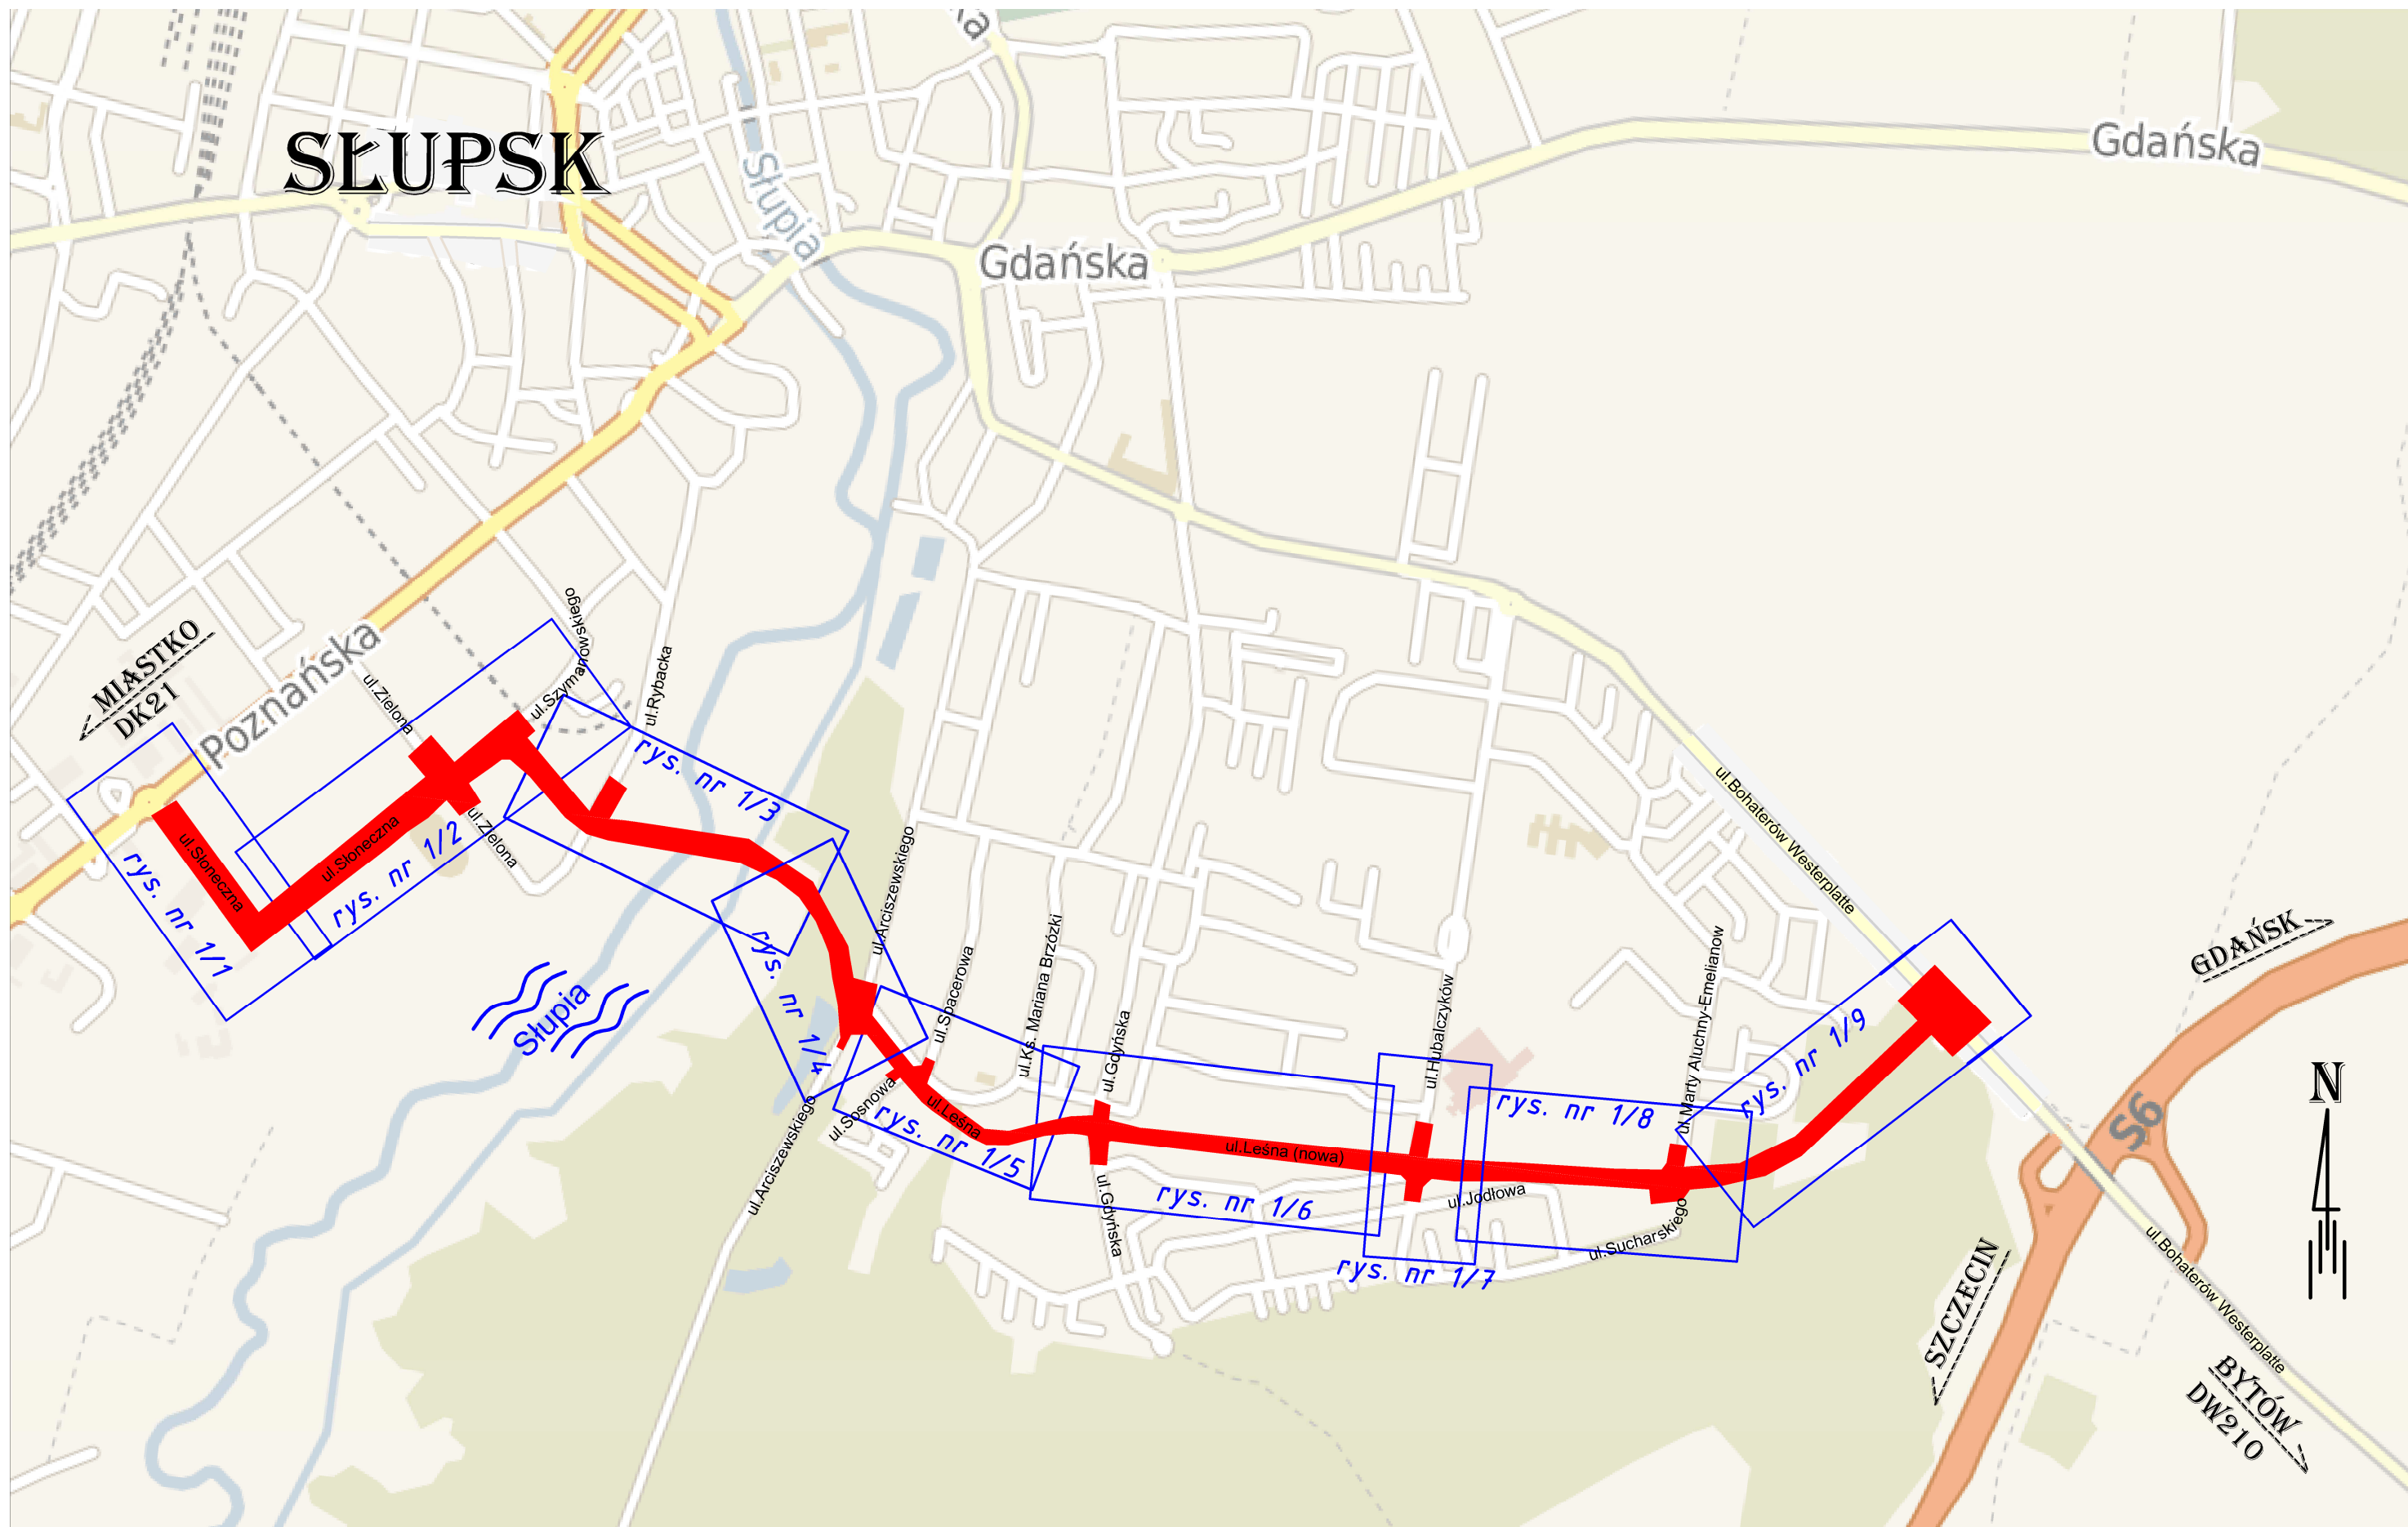 ka
Gdańska
SŁUPSK
Słupia
Gdańska
ul.Szymanowskiego
MIASTKO
DK21
Poznańska
ul.Zielona
ul.Rybacka
rys. nr 1/3
ul.Słoneczna
ul.Słoneczna
rys. nr 1/2
ul.Zielona
rys. nr 1/1
ul.Bohaterów Westerplatte
ul.Arciszewskiego
rys. nr 1/4
Słupia
ul.Spacerowa
ul.Ks. Mariana Brzózki
ul.Gdyńska
ul.Hubalczyków
ul.Marty Aluchny-Emelianow
rys. nr 1/9
GDAŃSK
S6
N
ul.Sosnowa
ul.Leśna
rys. nr 1/5
ul.Arciszewskiego
ul.Leśna (nowa)
rys. nr 1/8
rys. nr 1/6
ul.Gdyńska
ul.Jodłowa
ul.Sucharskiego
rys. nr 1/7
SZCZECIN
ul.Bohaterów Westerplatte
BYTÓW
DW210